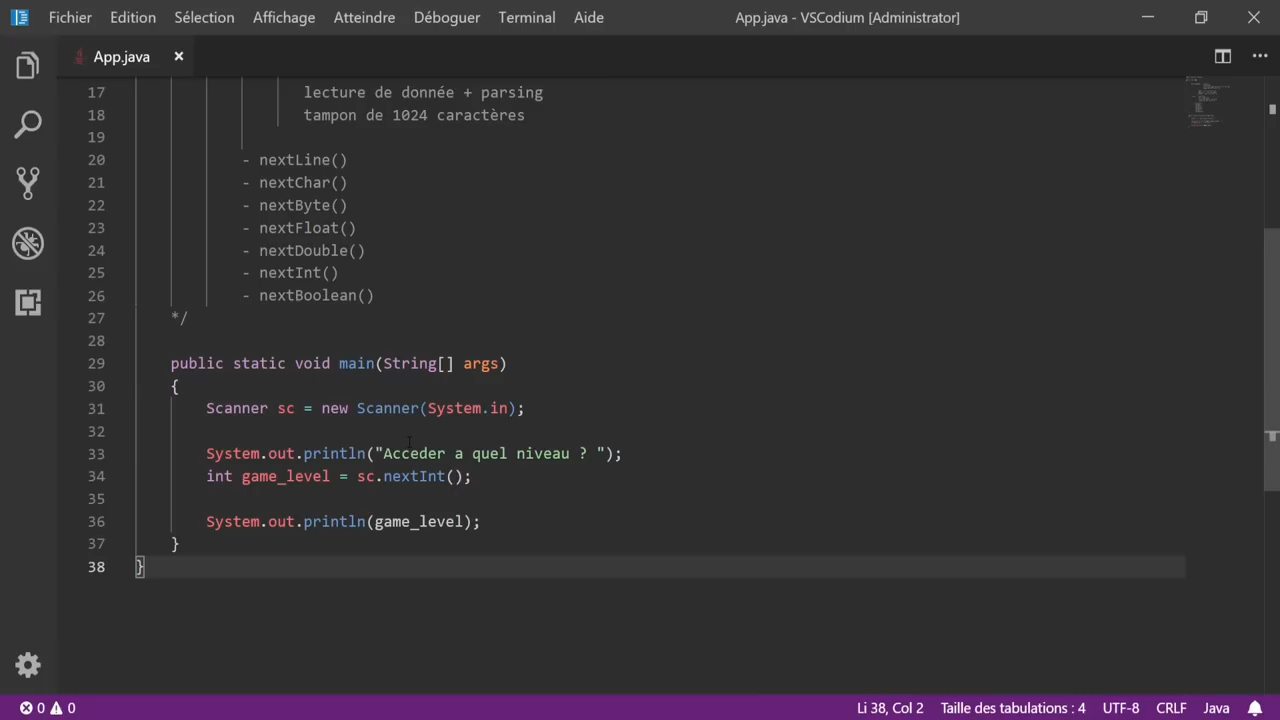 Fichier Edition Sélection Affichage Atteindre Déboguer Terminal Aide App.java - VSCodium [Administrator]
App.java
17 lecture de donnée + parsing
18 tampon de 1024 caractères
19
20 - nextLine()
21 - nextChar()
22 - nextByte()
23 - nextFloat()
24 - nextDouble()
25 - nextInt()
26 - nextBoolean()
27 */
28
29 public static void main(String[] args)
30 {
31 Scanner sc = new Scanner(System.in);
32
33 System.out.println("Acceder a quel niveau ? ");
34 int game_level = sc.nextInt();
35
36 System.out.println(game_level);
37 }
38 }
0 0 Li 38, Col 2 Taille des tabulations : 4 UTF-8 CRLF Java